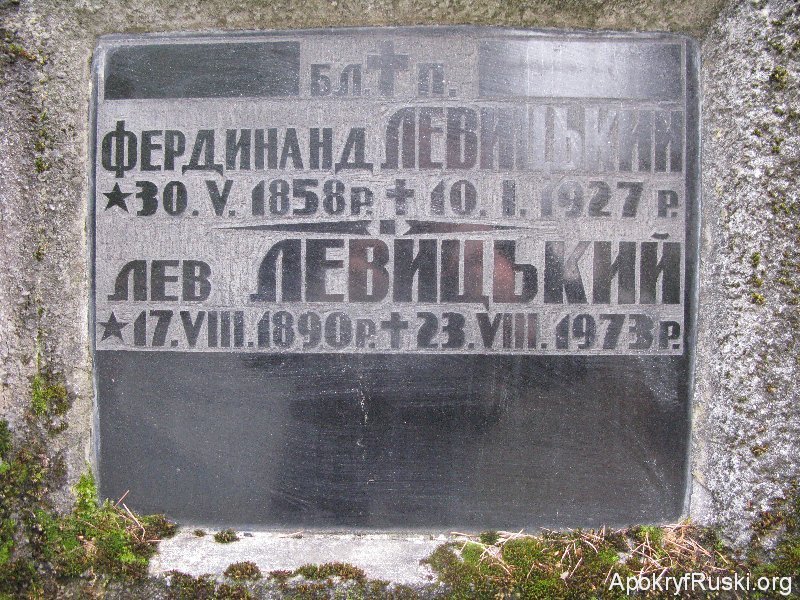 БЛ. ✝ П.
ФЕРДИНАНД ЛЕВИЦЬКИЙ
★ 30. V. 1858 Р. ✝ 10. I. 1927 Р.
ЛЕВ ЛЕВИЦЬКИЙ
★ 17. VIII. 1890 Р. ✝ 23. VIII. 1973 Р.
ApoKryfRuski.org